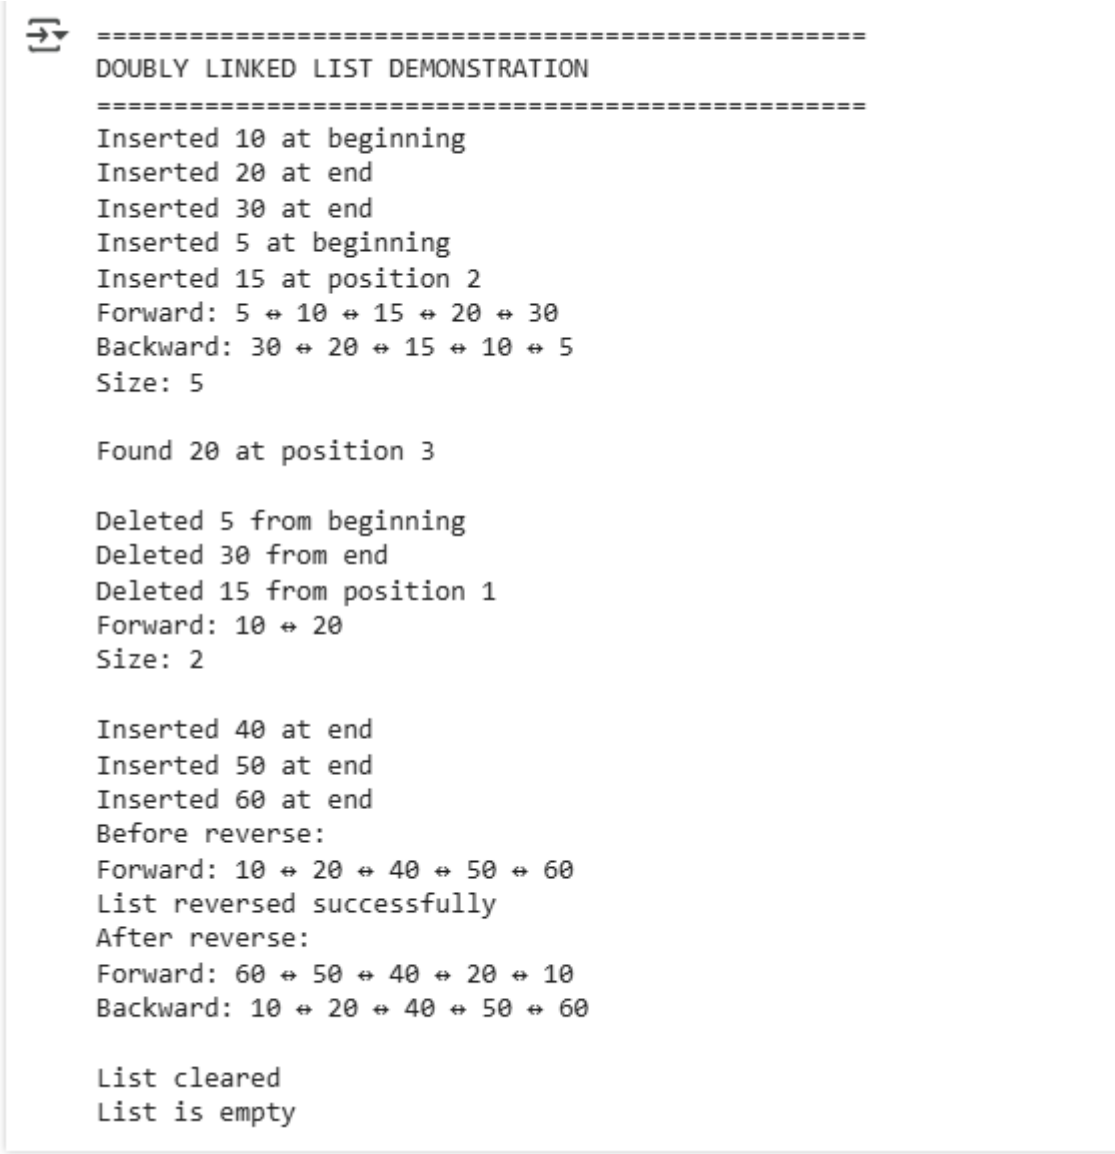 ==================================================
DOUBLY LINKED LIST DEMONSTRATION
==================================================
Inserted 10 at beginning
Inserted 20 at end
Inserted 30 at end
Inserted 5 at beginning
Inserted 15 at position 2
Forward: 5 ↔ 10 ↔ 15 ↔ 20 ↔ 30
Backward: 30 ↔ 20 ↔ 15 ↔ 10 ↔ 5
Size: 5

Found 20 at position 3

Deleted 5 from beginning
Deleted 30 from end
Deleted 15 from position 1
Forward: 10 ↔ 20
Size: 2

Inserted 40 at end
Inserted 50 at end
Inserted 60 at end
Before reverse:
Forward: 10 ↔ 20 ↔ 40 ↔ 50 ↔ 60
List reversed successfully
After reverse:
Forward: 60 ↔ 50 ↔ 40 ↔ 20 ↔ 10
Backward: 10 ↔ 20 ↔ 40 ↔ 50 ↔ 60

List cleared
List is empty